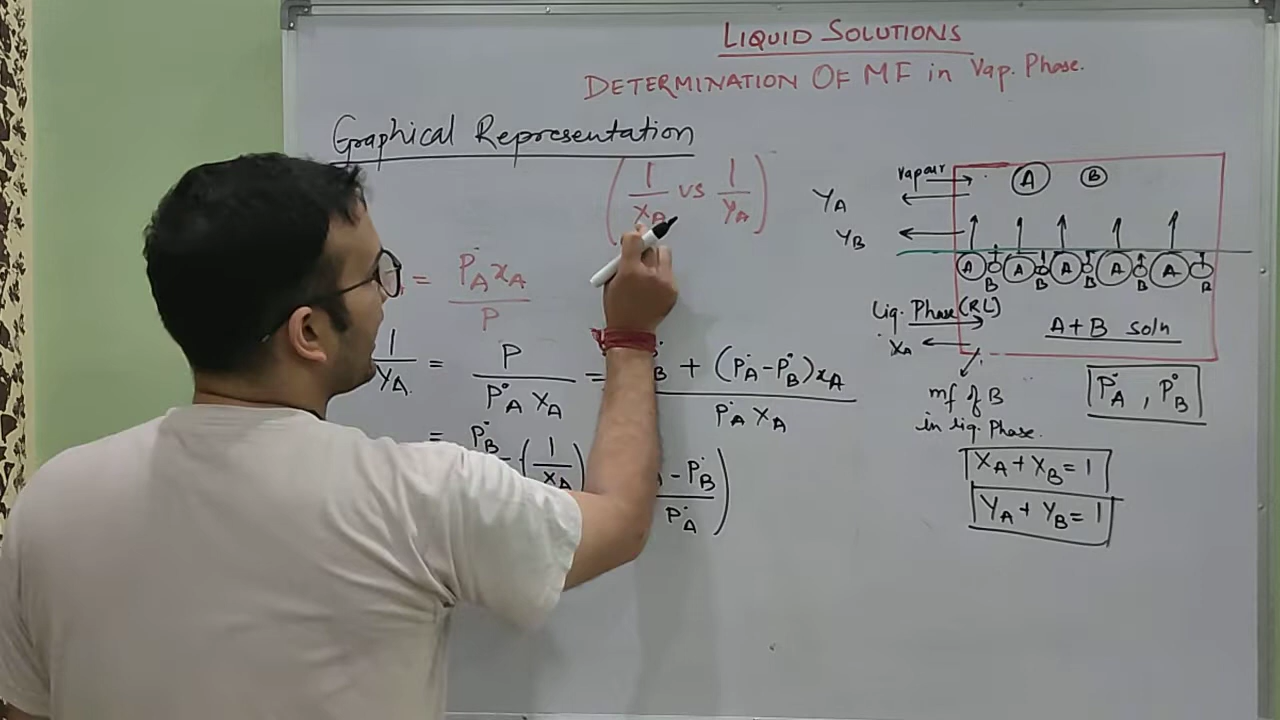 LIQUID SOLUTIONS
DETERMINATION OF MF in Vap. Phase.
Graphical Representation
(1/XA vs 1/YA)
= P°A xA / P
1/YA = P / P°A XA = °B + (P°A - P°B)xA / P°A XA
= P°B (1/XA) - P°B / P°A)
Vapour
A B
YA
YB
A B A B A B A B A B
Liq. Phase (RL)
XA
A + B soln
mf of B
in liq. Phase.
P°A , P°B
XA + XB = 1
YA + YB = 1